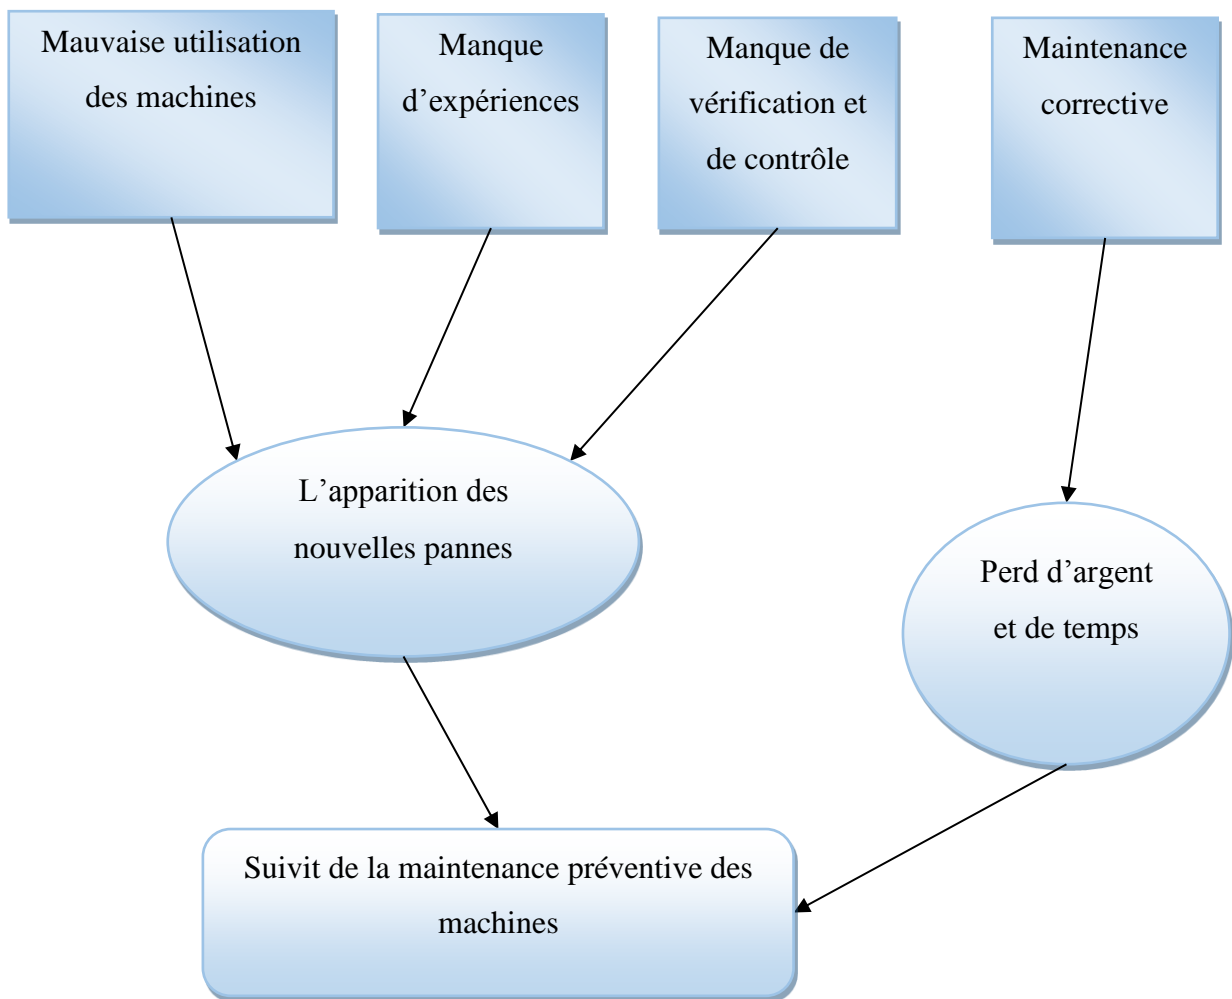 Mauvaise utilisation
des machines
Manque
d’expériences
Manque de
vérification et
de contrôle
Maintenance
corrective
L’apparition des
nouvelles pannes
Perd d’argent
et de temps
Suivit de la maintenance préventive des
machines